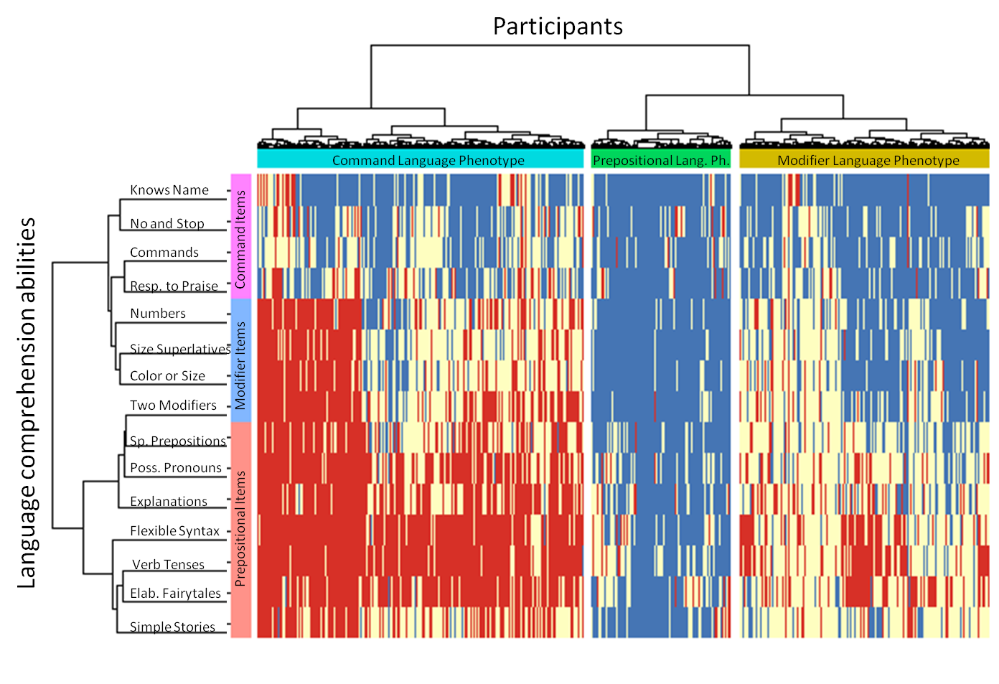 Participants
Command Language Phenotype
Prepositional Lang. Ph.
Modifier Language Phenotype
Language comprehension abilities
Command Items
Modifier Items
Prepositional Items
Knows Name
No and Stop
Commands
Resp. to Praise
Numbers
Size Superlatives
Color or Size
Two Modifiers
Sp. Prepositions
Poss. Pronouns
Explanations
Flexible Syntax
Verb Tenses
Elab. Fairytales
Simple Stories